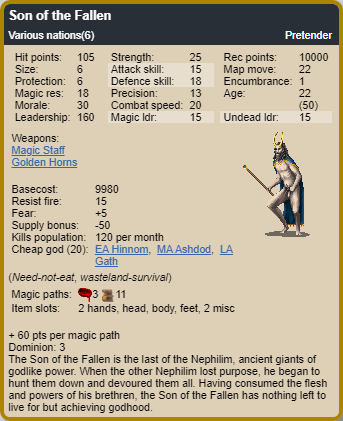 Son of the Fallen
Various nations(6) Pretender
Hit points: 105 Strength: 25 Rec points: 10000
Size: 6 Attack skill: 15 Map move: 22
Protection: 6 Defence skill: 18 Encumbrance: 1
Magic res: 18 Precision: 13 Age: 22
Morale: 30 Combat speed: 20 (50)
Leadership: 160 Magic ldr: 15 Undead ldr: 15
Weapons:
Magic Staff
Golden Horns
Basecost: 9980
Resist fire: 15
Fear: +5
Supply bonus: -50
Kills population: 120 per month
Cheap god (20): EA Hinnom, MA Ashdod, LA
Gath
(Need-not-eat, wasteland-survival)
Magic paths: 3 11
Item slots: 2 hands, head, body, feet, 2 misc
+ 60 pts per magic path
Dominion: 3
The Son of the Fallen is the last of the Nephilim, ancient giants of
godlike power. When the other Nephilim lost purpose, he began to
hunt them down and devoured them all. Having consumed the flesh
and powers of his brethren, the Son of the Fallen has nothing left to
live for but achieving godhood.